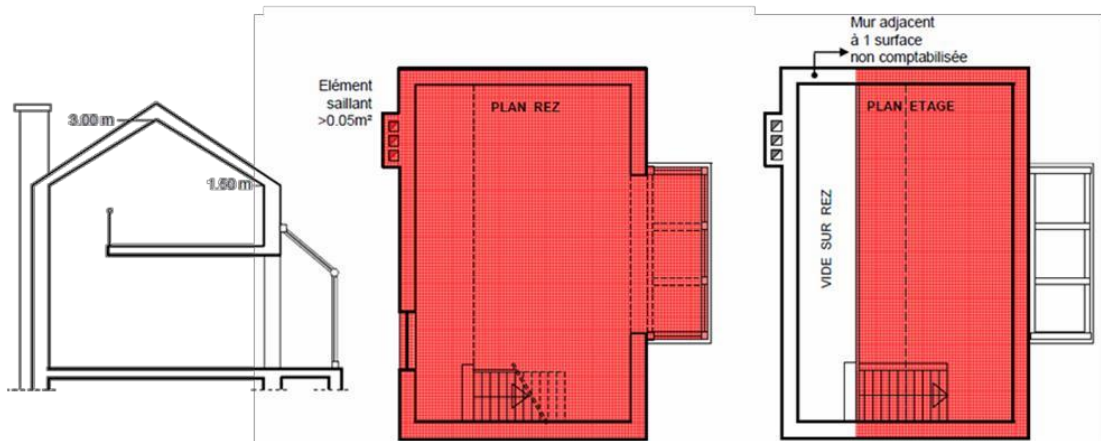 3.00 m
1.50 m
Elément
saillant
>0.05m²
PLAN REZ
Mur adjacent
à 1 surface
non comptabilisée
PLAN ETAGE
VIDE SUR REZ